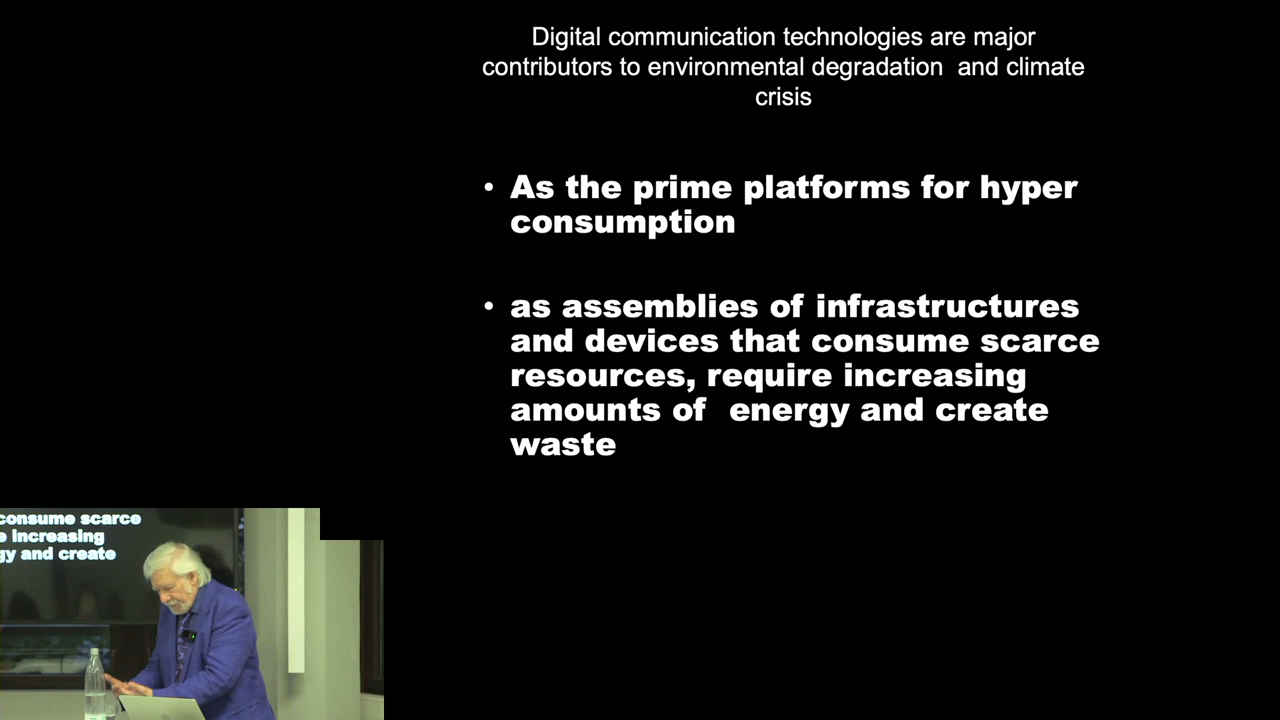 Digital communication technologies are major
contributors to environmental degradation  and climate
crisis
• As the prime platforms for hyper
consumption
• as assemblies of infrastructures
and devices that consume scarce
resources, require increasing
amounts of  energy and create
waste
consume scarce
e increasing
gy and create